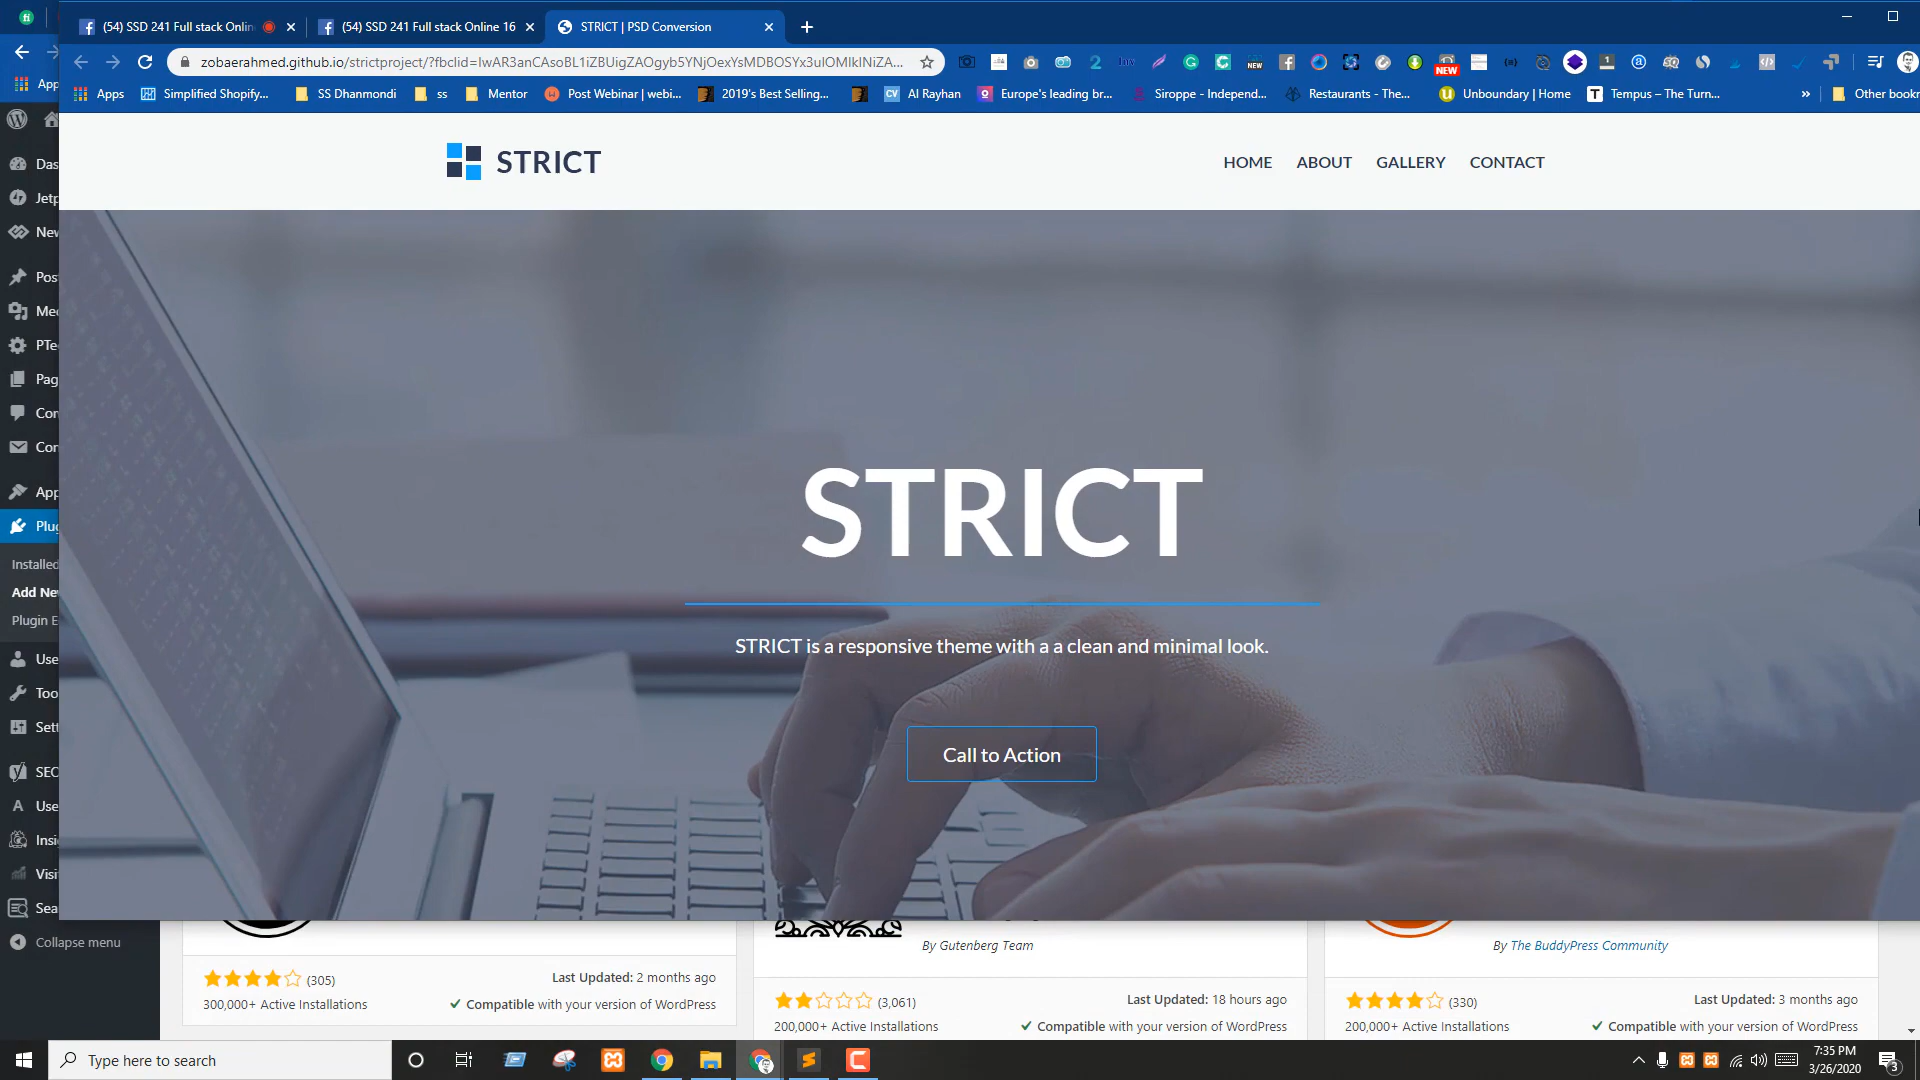 (54) SSD 241 Full stack Onlin
(54) SSD 241 Full stack Online 16
STRICT | PSD Conversion
zobaerahmed.github.io/strictproject/?fbclid=IwAR3anCAsoBL1iZBUigZAOgyb5YNjOexYsMDBOSYx3uIOMIkINiZA...
NEW
Apps
Simplified Shopify...
SS Dhanmondi
ss
Mentor
Post Webinar | webi...
2019's Best Selling...
Al Rayhan
Europe's leading br...
Siroppe - Independ...
Restaurants - The...
Unboundary | Home
Tempus – The Turn...
Other bookm
App
STRICT
HOME
ABOUT
GALLERY
CONTACT
Das
Jetp
New
Pos
Me
PTe
Pag
Cor
Cor
App
Plug
Installed
Add Ne
Plugin E
Use
Too
Sett
SEO
Use
Insi
Visi
Sea
Collapse menu
STRICT
STRICT is a responsive theme with a a clean and minimal look.
Call to Action
By Gutenberg Team
By The BuddyPress Community
(305)
Last Updated: 2 months ago
300,000+ Active Installations
Compatible with your version of WordPress
(3,061)
Last Updated: 18 hours ago
200,000+ Active Installations
Compatible with your version of WordPress
(330)
Last Updated: 3 months ago
200,000+ Active Installations
Compatible with your version of WordPress
Type here to search
7:35 PM
3/26/2020
3